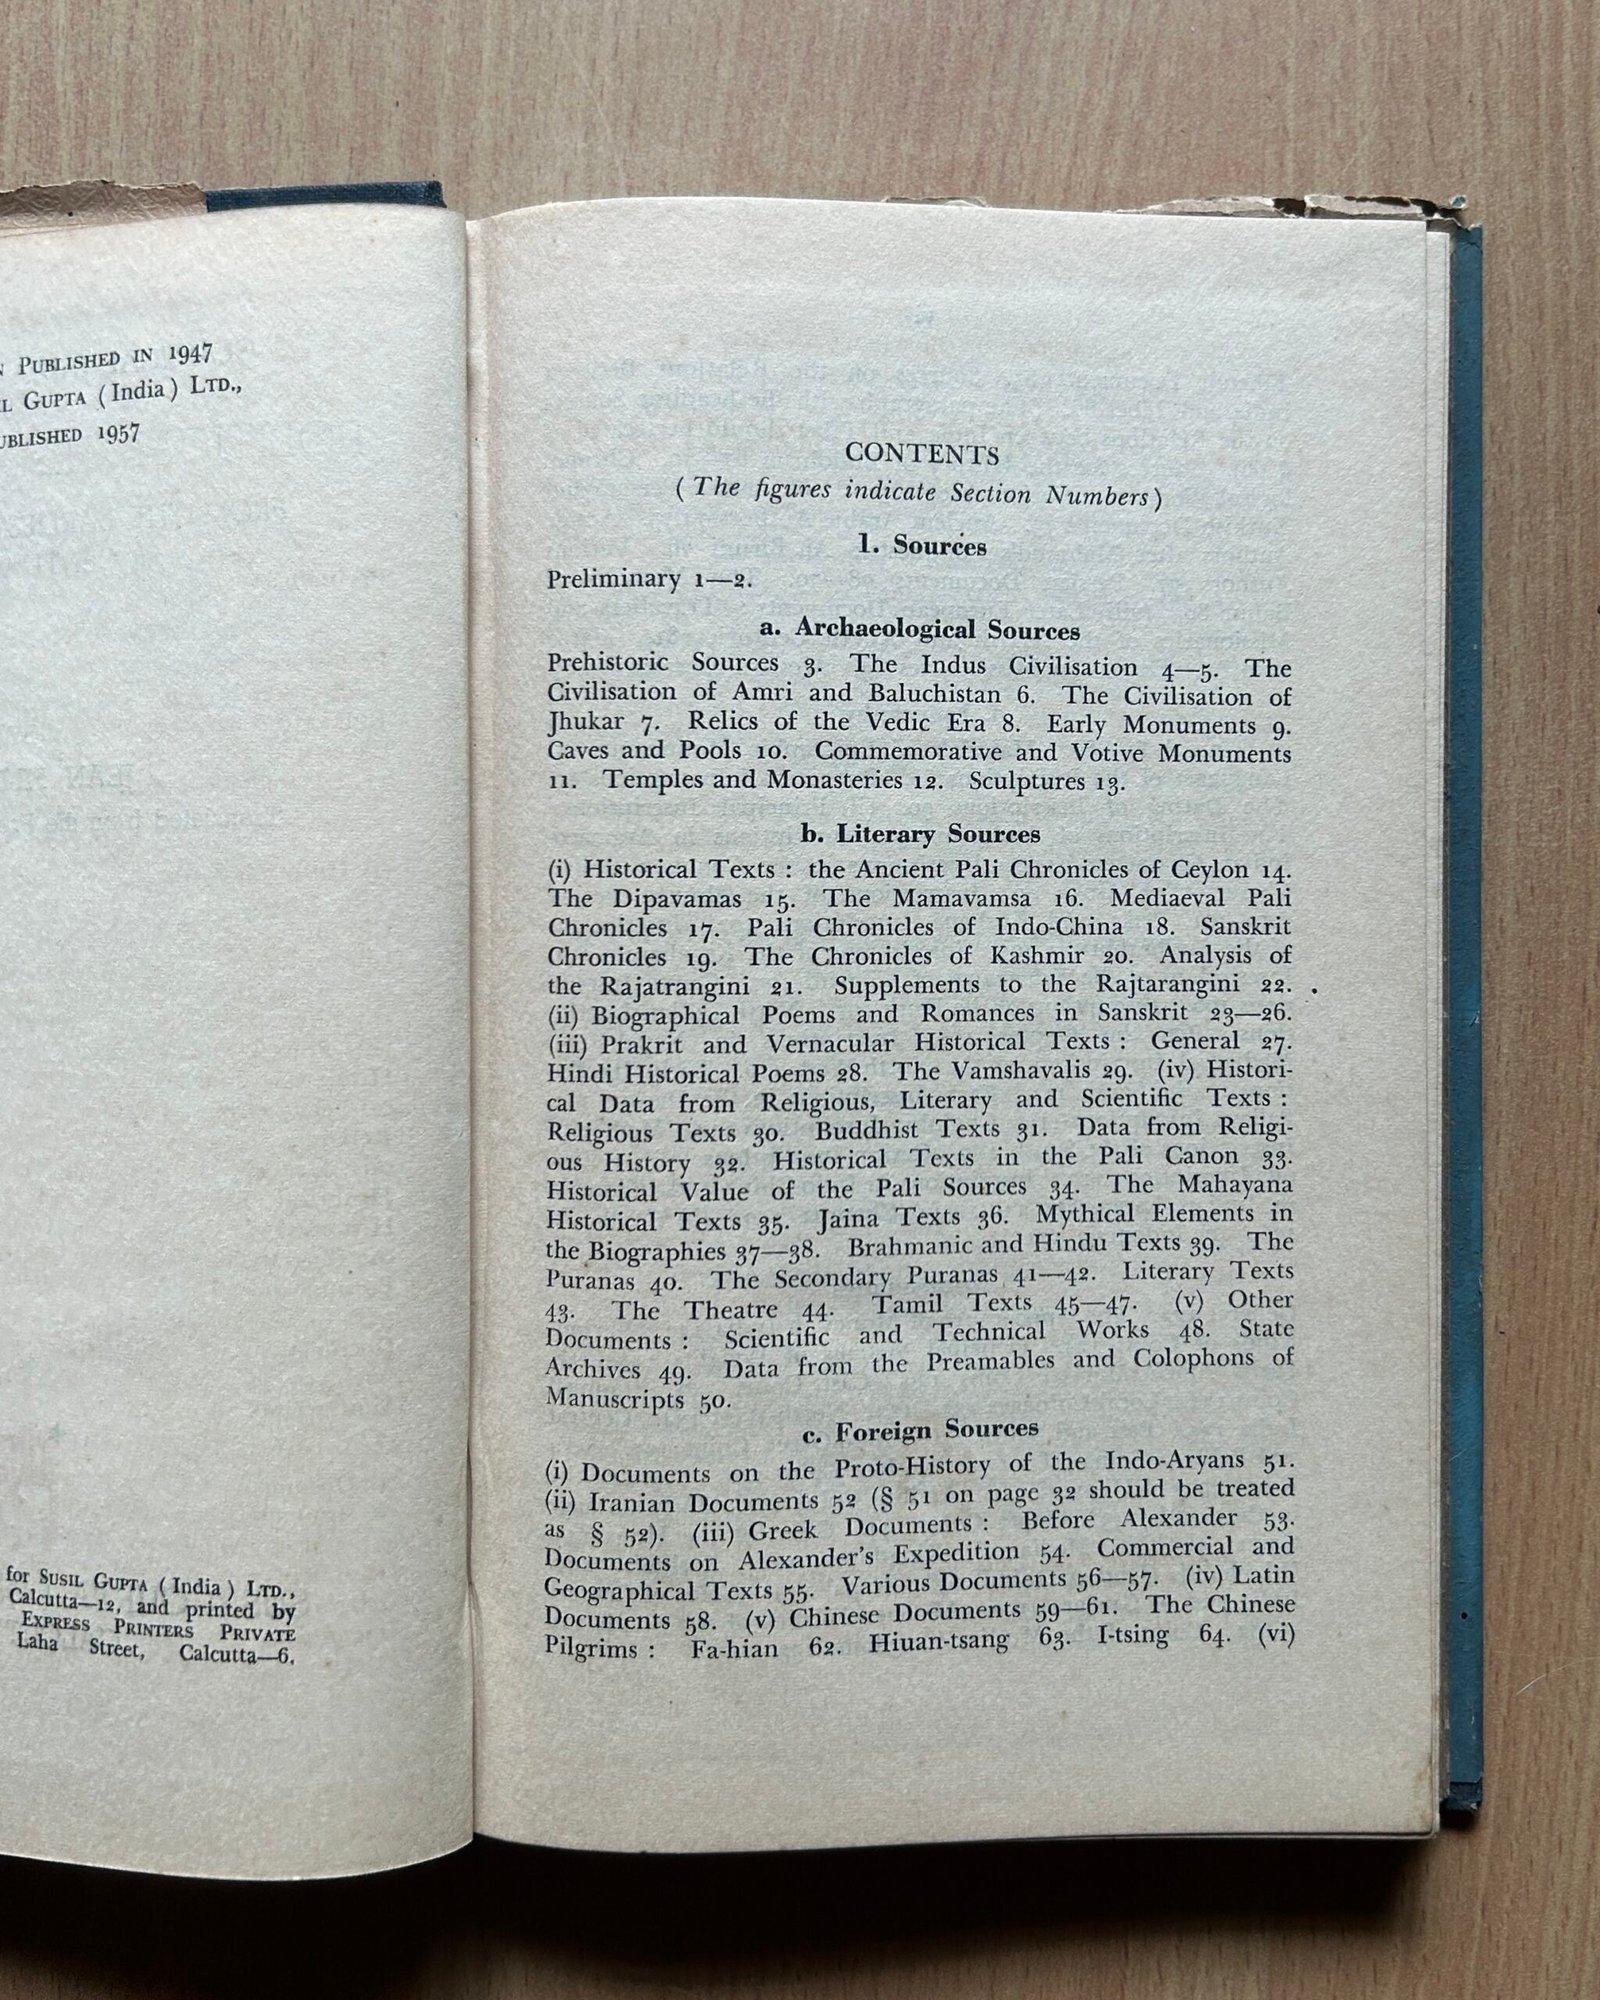 PUBLISHED IN 1947
GUPTA (India) LTD.,
1957
for SUSIL GUPTA (India) LTD.,
Calcutta—12, and printed by
EXPRESS PRINTERS PRIVATE
Laha Street, Calcutta—6.
CONTENTS
(The figures indicate Section Numbers)
1. Sources
Preliminary 1—2.
a. Archaeological Sources
Prehistoric Sources 3. The Indus Civilisation 4—5. The
Civilisation of Amri and Baluchistan 6. The Civilisation of
Jhukar 7. Relics of the Vedic Era 8. Early Monuments 9.
Caves and Pools 10. Commemorative and Votive Monuments
11. Temples and Monasteries 12. Sculptures 13.
b. Literary Sources
(i) Historical Texts : the Ancient Pali Chronicles of Ceylon 14.
The Dipavamas 15. The Mamavamsa 16. Mediaeval Pali
Chronicles 17. Pali Chronicles of Indo-China 18. Sanskrit
Chronicles 19. The Chronicles of Kashmir 20. Analysis of
the Rajatrangini 21. Supplements to the Rajtarangini 22.
(ii) Biographical Poems and Romances in Sanskrit 23—26.
(iii) Prakrit and Vernacular Historical Texts : General 27.
Hindi Historical Poems 28. The Vamshavalis 29. (iv) Histori-
cal Data from Religious, Literary and Scientific Texts :
Religious Texts 30. Buddhist Texts 31. Data from Religi-
ous History 32. Historical Texts in the Pali Canon 33.
Historical Value of the Pali Sources 34. The Mahayana
Historical Texts 35. Jaina Texts 36. Mythical Elements in
the Biographies 37—38. Brahmanic and Hindu Texts 39. The
Puranas 40. The Secondary Puranas 41—42. Literary Texts
43. The Theatre 44. Tamil Texts 45—47. (v) Other
Documents : Scientific and Technical Works 48. State
Archives 49. Data from the Preamables and Colophons of
Manuscripts 50.
c. Foreign Sources
(i) Documents on the Proto-History of the Indo-Aryans 51.
(ii) Iranian Documents 52 (§ 51 on page 32 should be treated
as § 52). (iii) Greek Documents : Before Alexander 53.
Documents on Alexander's Expedition 54. Commercial and
Geographical Texts 55. Various Documents 56—57. (iv) Latin
Documents 58. (v) Chinese Documents 59—61. The Chinese
Pilgrims : Fa-hian 62. Hiuan-tsang 63. I-tsing 64. (vi)